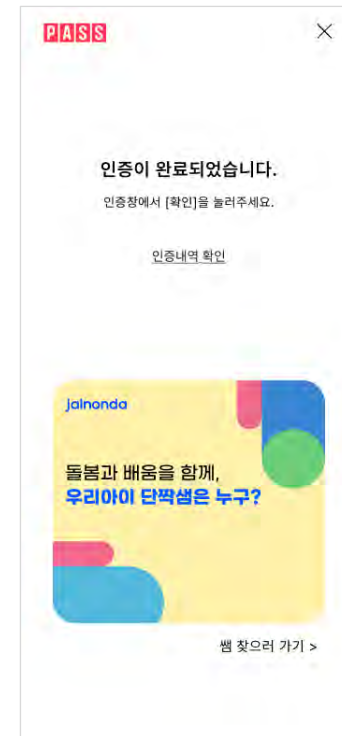 PASS
인증이 완료되었습니다.
인증창에서 [확인]을 눌러주세요.
인증내역 확인
jalnonda
돌봄과 배움을 함께,
우리아이 단짝샘은 누구?
쌤 찾으러 가기 >